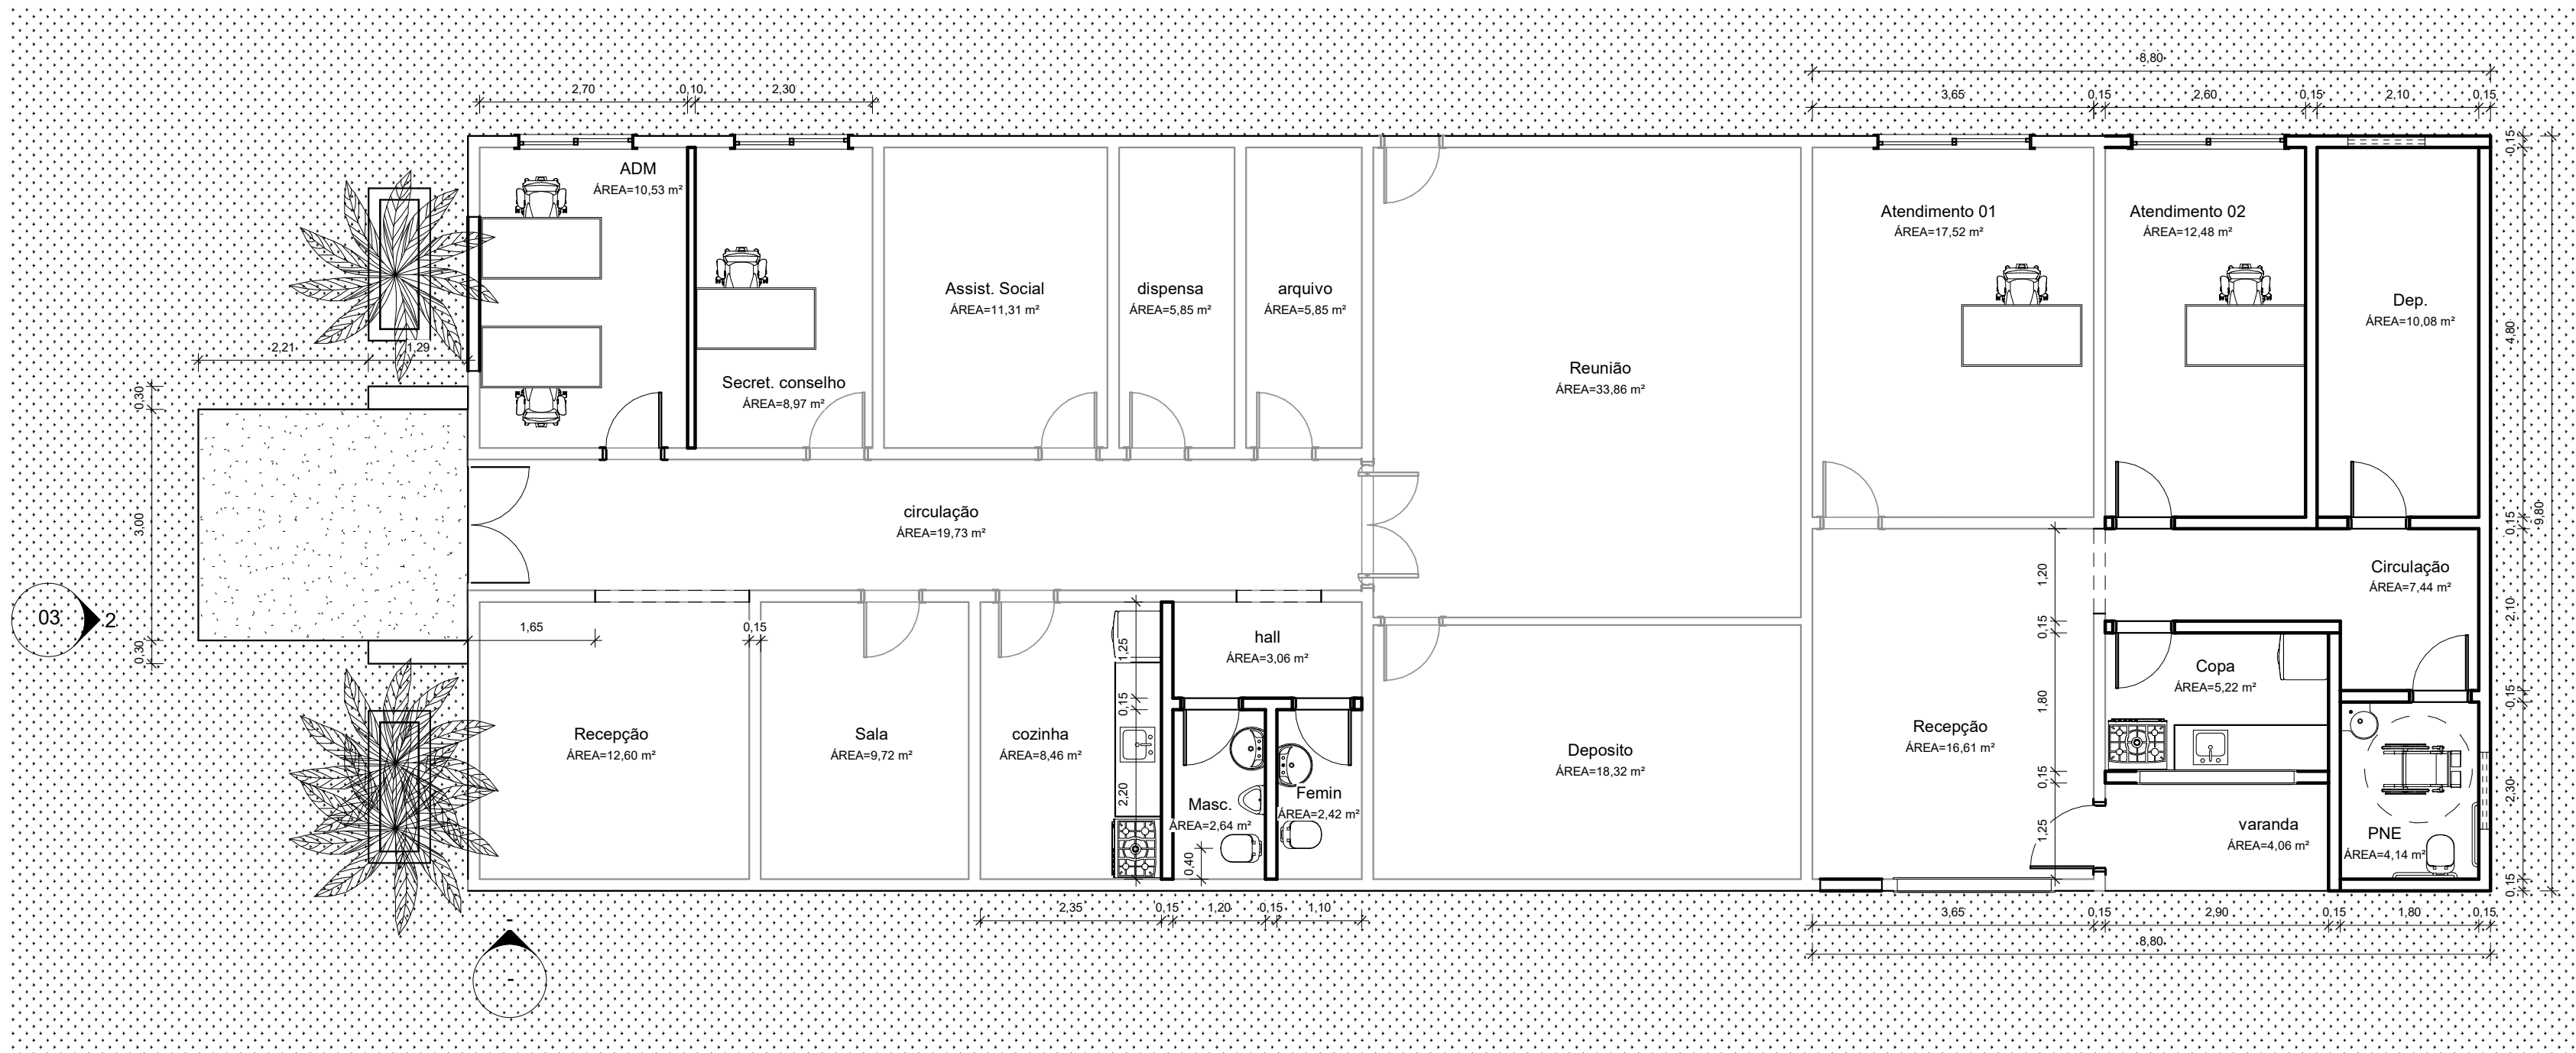 8,80
2,70
0,10
2,30
3,65
0,15
2,60
0,15
2,10
0,15
ADM
ÁREA=10,53 m²
Secret. conselho
ÁREA=8,97 m²
Assist. Social
ÁREA=11,31 m²
dispensa
ÁREA=5,85 m²
arquivo
ÁREA=5,85 m²
Reunião
ÁREA=33,86 m²
Atendimento 01
ÁREA=17,52 m²
Atendimento 02
ÁREA=12,48 m²
Dep.
ÁREA=10,08 m²
0,15
4,80
0,15
9,80
2,10
0,15
2,30
0,15
2,21
1,29
0,30
3,00
0,30
03
2
circulação
ÁREA=19,73 m²
1,65
0,15
Recepção
ÁREA=12,60 m²
Sala
ÁREA=9,72 m²
cozinha
ÁREA=8,46 m²
1,25
0,15
2,20
hall
ÁREA=3,06 m²
Masc.
ÁREA=2,64 m²
0,40
Femin
ÁREA=2,42 m²
Deposito
ÁREA=18,32 m²
Recepção
ÁREA=16,61 m²
1,20
0,15
1,80
0,15
1,25
Circulação
ÁREA=7,44 m²
Copa
ÁREA=5,22 m²
varanda
ÁREA=4,06 m²
PNE
ÁREA=4,14 m²
2,35
0,15
1,20
0,15
1,10
3,65
0,15
2,90
0,15
1,80
0,15
8,80
-
-